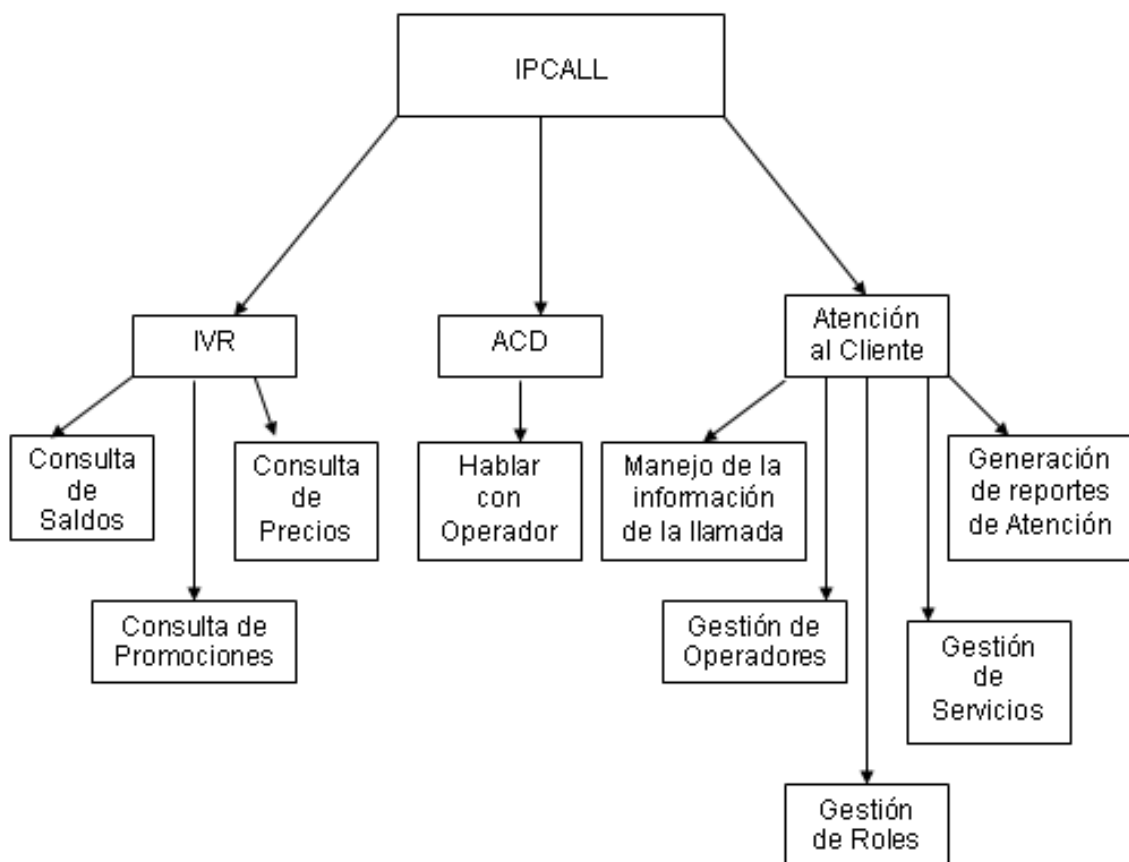 IPCALL
IVR
ACD
Atención
al Cliente
Consulta
de
Saldos
Consulta de
Promociones
Consulta
de
Precios
Hablar
con
Operador
Manejo de la
información
de la llamada
Gestión de
Operadores
Gestión
de Roles
Gestión
de
Servicios
Generación
de reportes
de Atención